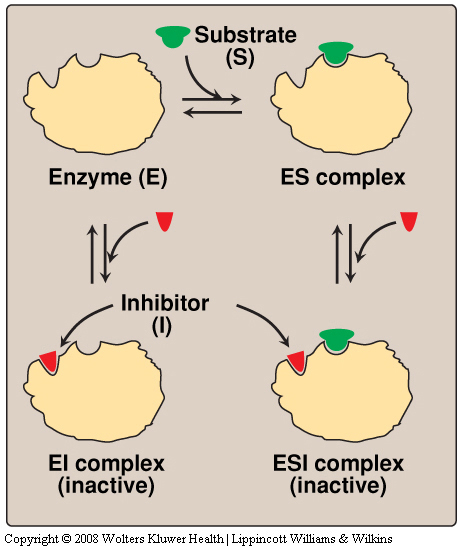 Substrate
(S)
Enzyme (E)
ES complex
Inhibitor
(I)
EI complex
(inactive)
ESI complex
(inactive)
Copyright © 2008 Wolters Kluwer Health | Lippincott Williams & Wilkins